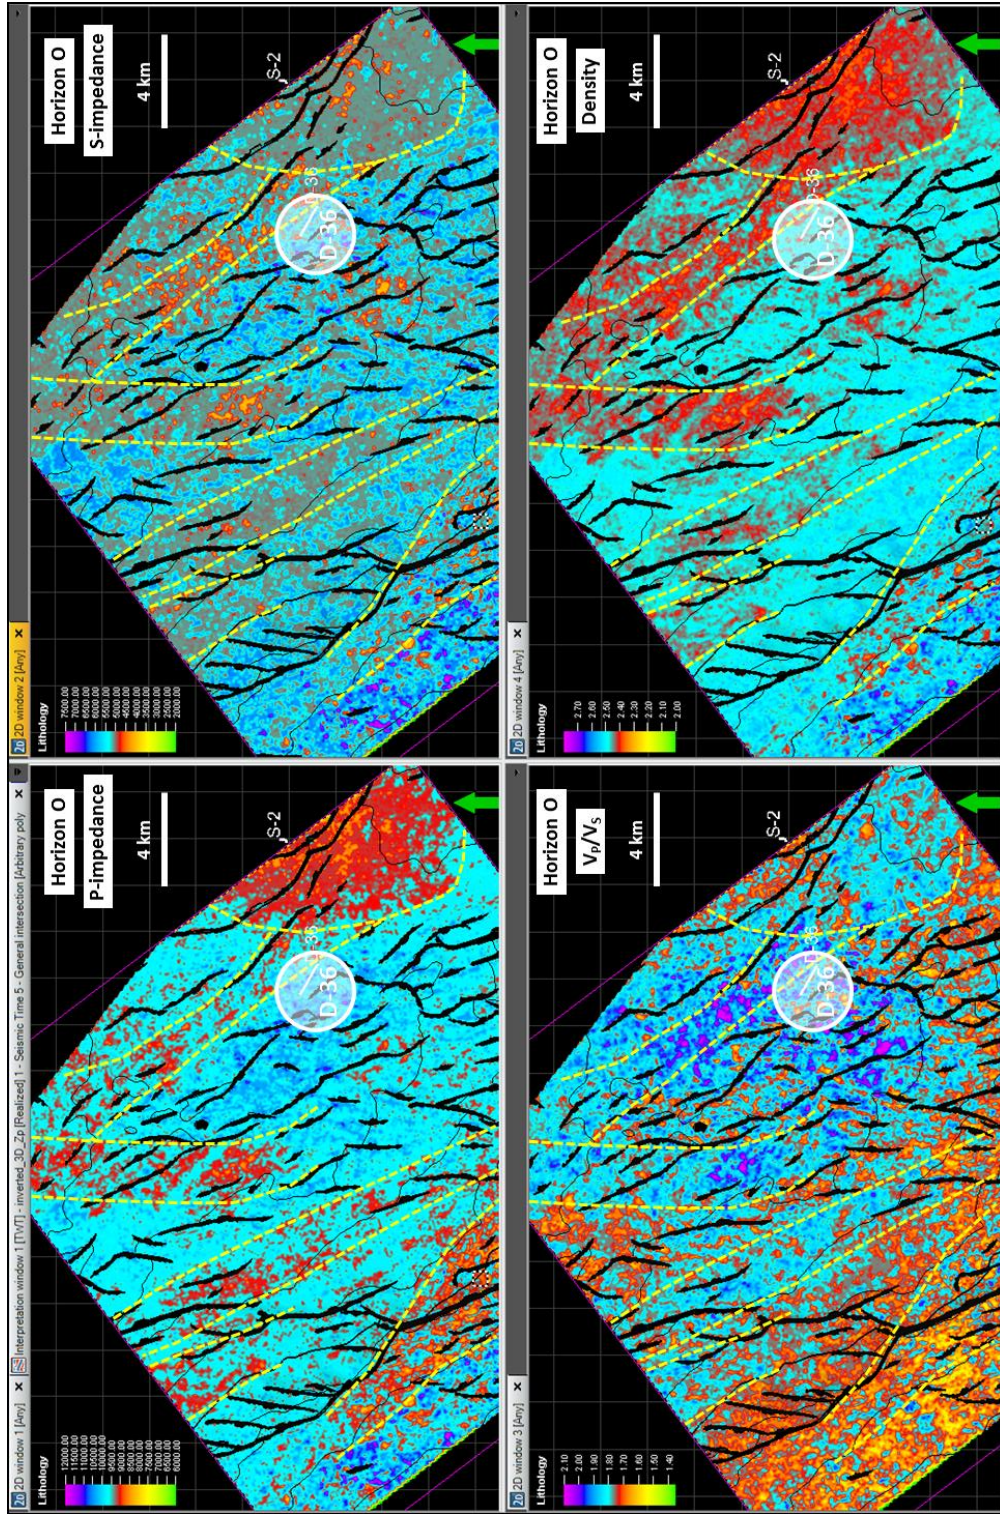 2D window 1 [Any] × Interpretation window 1 [TWT] - inverted_3D_Zp [Realized] 1 - Seismic Time 5 - General intersection [Arbitrary poly ×
Lithology
12000.00
11500.00
11000.00
10500.00
10000.00
9500.00
9000.00
8500.00
8000.00
7500.00
7000.00
6500.00
6000.00
Horizon O
P-impedance
4 km
S-2
D-36
D-36
2D window 2 [Any] ×
Lithology
7500.00
7000.00
6500.00
6000.00
5500.00
5000.00
4500.00
4000.00
3500.00
3000.00
2500.00
2000.00
Horizon O
S-impedance
4 km
S-2
D-36
D-36
2D window 3 [Any] ×
Lithology
2.10
2.00
1.90
1.80
1.70
1.60
1.50
1.40
Horizon O
VP/VS
4 km
S-2
D-36
D-36
2D window 4 [Any] ×
Lithology
2.70
2.60
2.50
2.40
2.30
2.20
2.10
2.00
Horizon O
Density
4 km
S-2
D-36
D-36